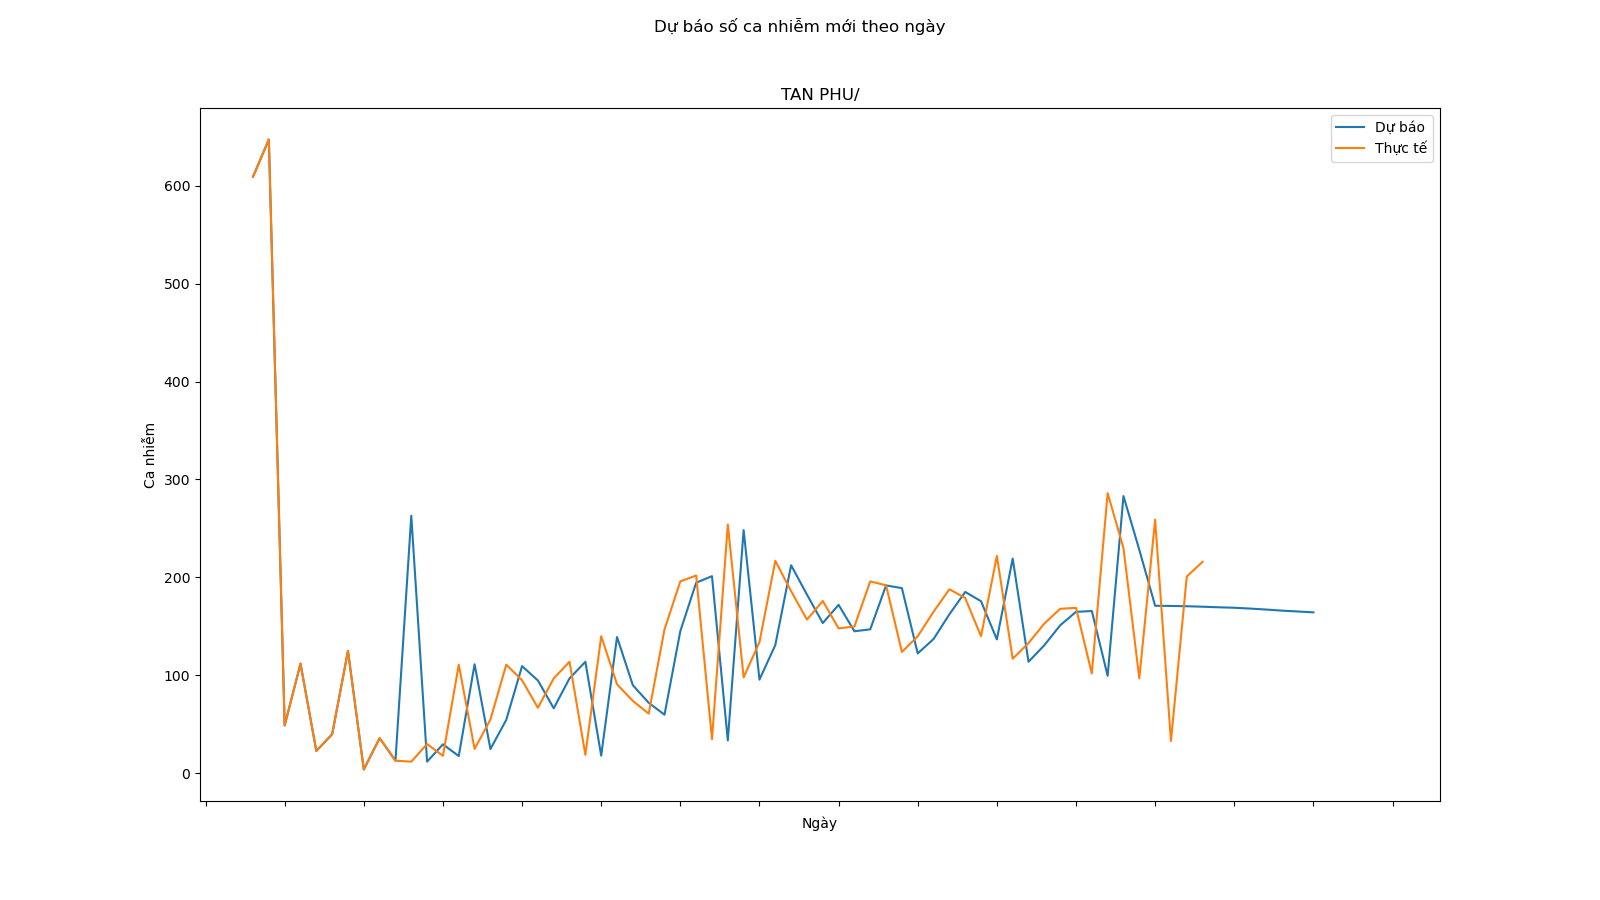 Dự báo số ca nhiễm mới theo ngày
TAN PHU/
Dự báo
Thực tế
600
500
400
300
200
100
0
Ca nhiễm
Ngày